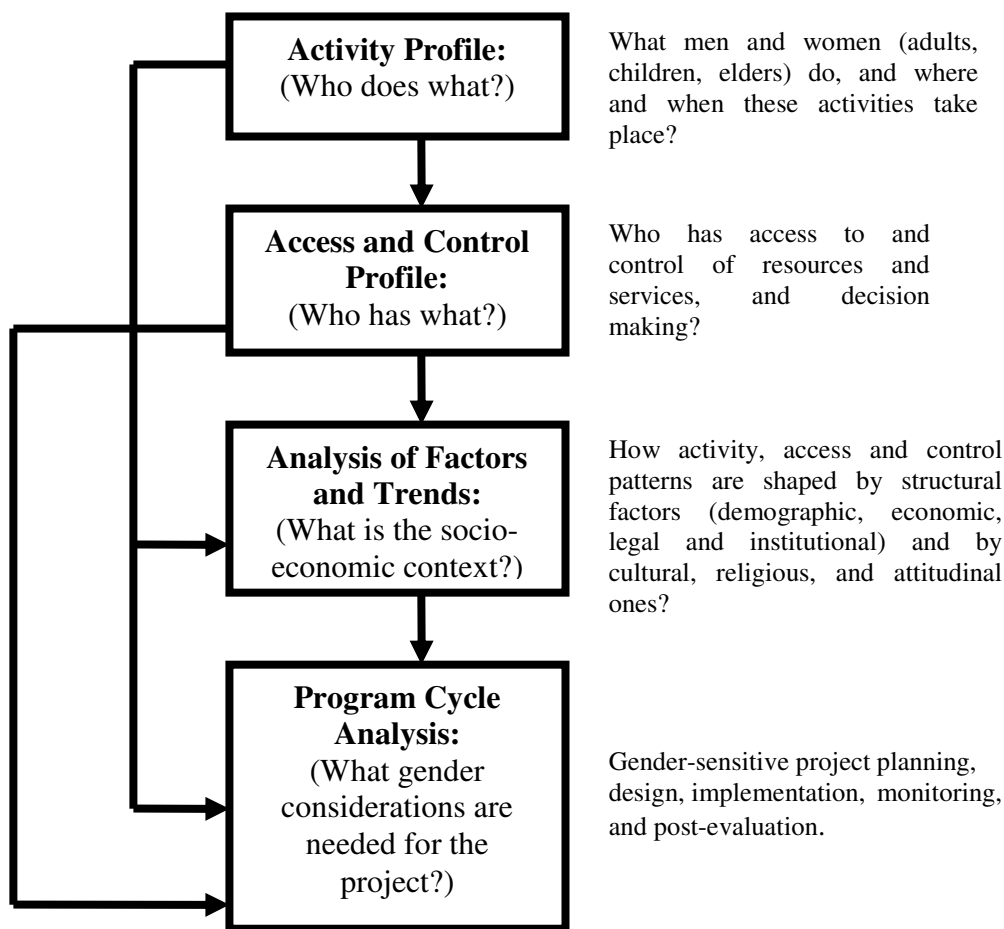 Activity Profile:
(Who does what?)
What men and women (adults,
children, elders) do, and where
and when these activities take
place?
Access and Control
Profile:
(Who has what?)
Who has access to and
control of resources and
services, and decision
making?
Analysis of Factors
and Trends:
(What is the socio-
economic context?)
How activity, access and control
patterns are shaped by structural
factors (demographic, economic,
legal and institutional) and by
cultural, religious, and attitudinal
ones?
Program Cycle
Analysis:
(What gender
considerations are
needed for the
project?)
Gender-sensitive project planning,
design, implementation, monitoring,
and post-evaluation.